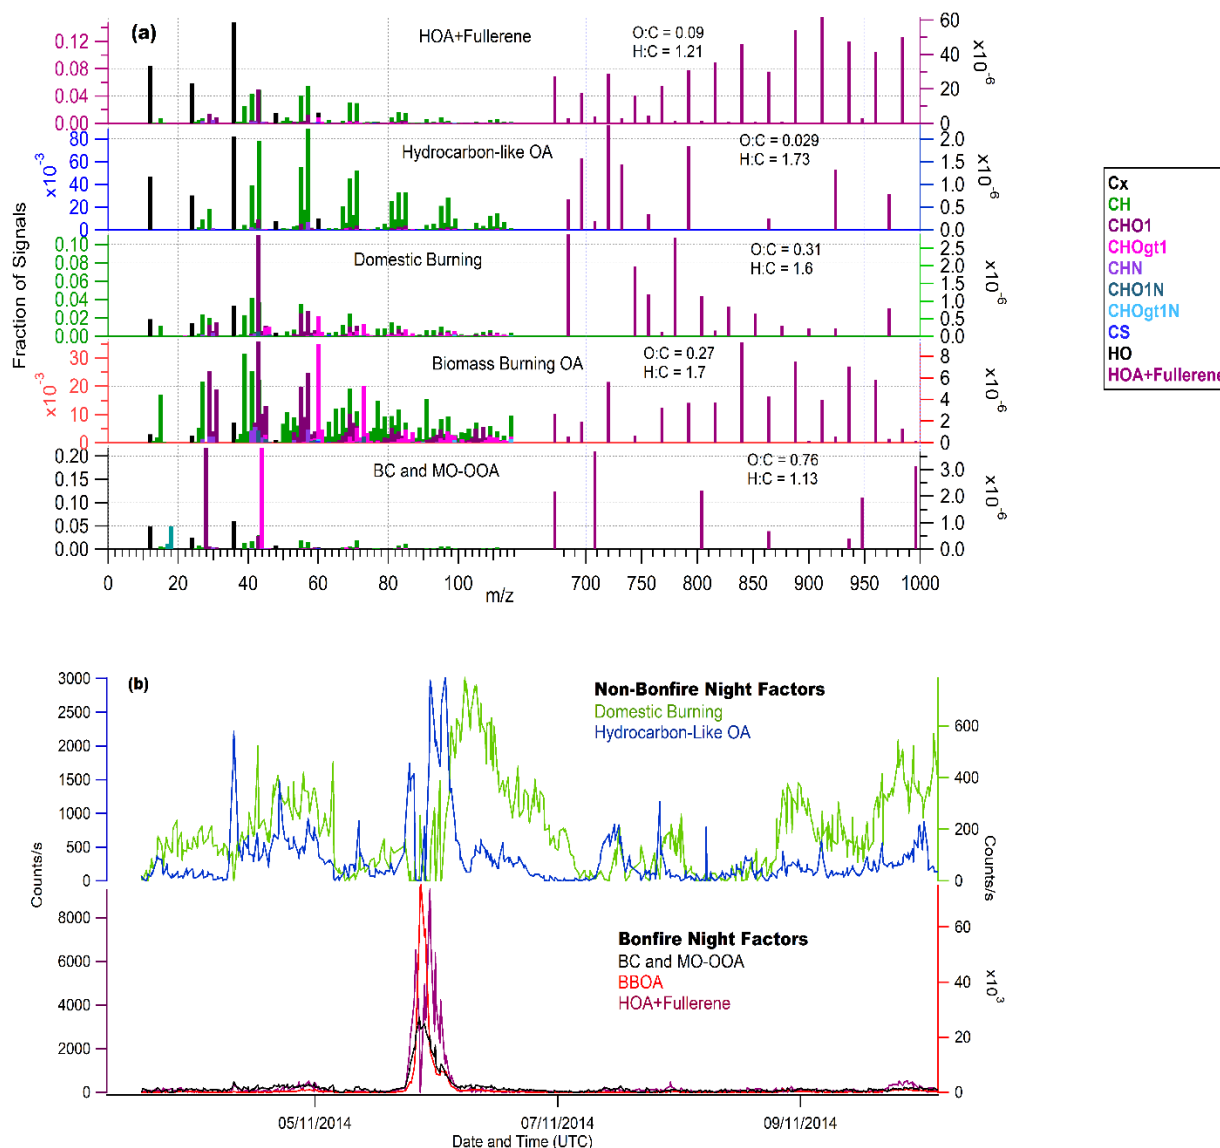 (a)
HOA+Fullerene
O:C = 0.09
H:C = 1.21
0.12
0.08
0.04
0.00
60
40
20
0
x10⁻⁶
Hydrocarbon-like OA
O:C = 0.029
H:C = 1.73
80
60
40
20
0
x10⁻³
2.0
1.5
1.0
0.5
0.0
x10⁻⁶
Fraction of Signals
Domestic Burning
O:C = 0.31
H:C = 1.6
0.10
0.08
0.06
0.04
0.02
0.00
2.5
2.0
1.5
1.0
0.5
0.0
x10⁻⁶
Biomass Burning OA
O:C = 0.27
H:C = 1.7
30
20
10
0
x10⁻³
8
6
4
2
0
x10⁻⁶
BC and MO-OOA
O:C = 0.76
H:C = 1.13
0.20
0.15
0.10
0.05
0.00
3.0
2.0
1.0
0.0
x10⁻⁶
0 20 40 60 80 100 700 750 800 850 900 950 1000
m/z
Cx
CH
CHO1
CHOgt1
CHN
CHO1N
CHOgt1N
CS
HO
HOA+Fullerene
(b)
Non-Bonfire Night Factors
Domestic Burning
Hydrocarbon-Like OA
3000
2500
2000
1500
1000
500
0
600
400
200
0
Counts/s
Counts/s
Bonfire Night Factors
BC and MO-OOA
BBOA
HOA+Fullerene
8000
6000
4000
2000
0
60
40
20
0
x10³
05/11/2014 07/11/2014 09/11/2014
Date and Time (UTC)